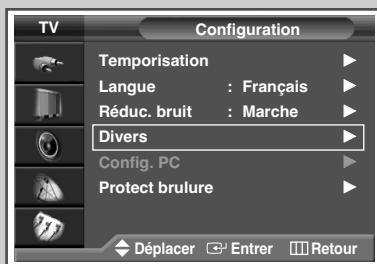 TV Configuration
Temporisation
Langue : Français
Réduc. bruit : Marche
Divers
Config. PC
Protect brulure
Déplacer Entrer Retour